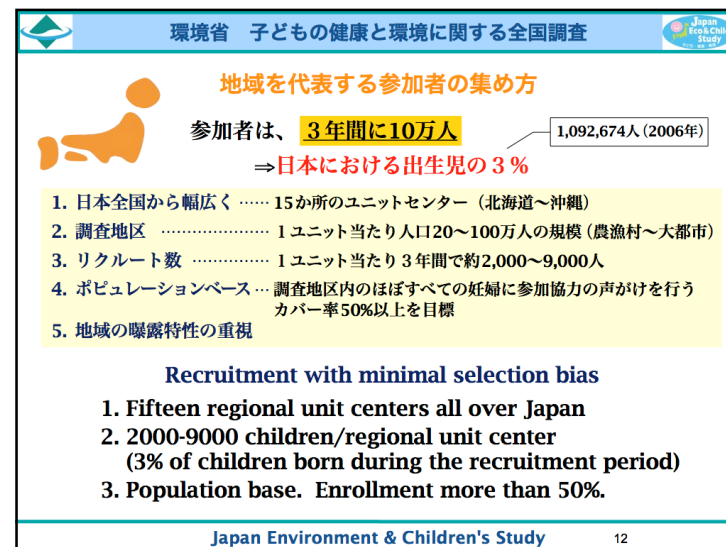 環境省 子どもの健康と環境に関する全国調査
Japan
Eco & Chil
Study
地域を代表する参加者の集め方
参加者は、 3年間に10万人
1,092,674人(2006年)
⇒日本における出生児の3%
1. 日本全国から幅広く …… 15か所のユニットセンター(北海道~沖縄)
2. 調査地区 ………………… 1ユニット当たり人口20~100万人の規模(農漁村~大都市)
3. リクルート数 …………… 1ユニット当たり3年間で約2,000~9,000人
4. ポピュレーションベース … 調査地区内のほぼすべての妊婦に参加協力の声がけを行う
カバー率50%以上を目標
5. 地域の曝露特性の重視
Recruitment with minimal selection bias
1. Fifteen regional unit centers all over Japan
2. 2000-9000 children/regional unit center
(3% of children born during the recruitment period)
3. Population base. Enrollment more than 50%.
Japan Environment & Children's Study
12